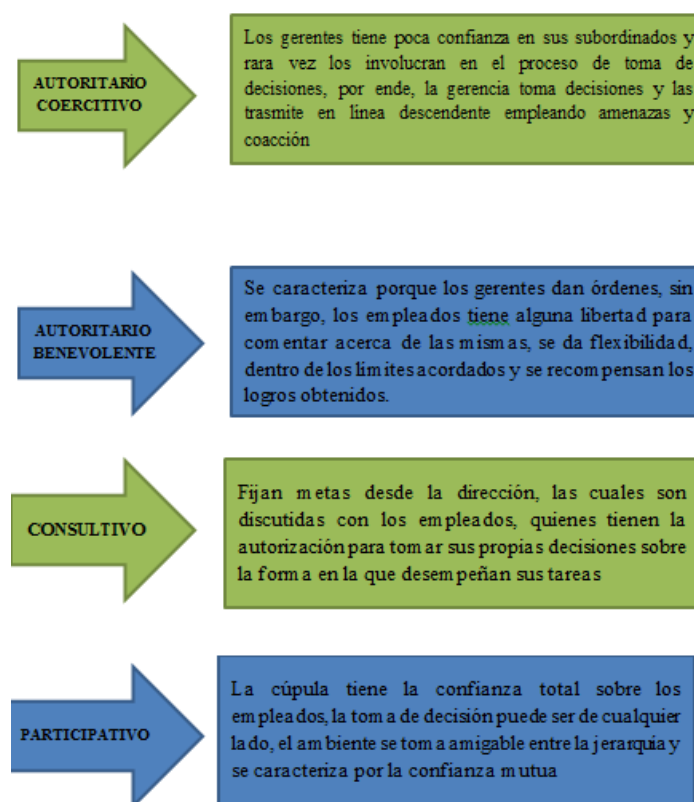 AUTORITARIO
COERCITIVO
Los gerentes tiene poca confianza en sus subordinados y
rara vez los involucran en el proceso de toma de
decisiones, por ende, la gerencia toma decisiones y las
trasmite en línea descendente empleando amenazas y
coacción
AUTORITARIO
BENEVOLENTE
Se caracteriza porque los gerentes dan órdenes, sin
embargo, los empleados tiene alguna libertad para
comentar acerca de las mismas, se da flexibilidad,
dentro de los limites acordados y se recompensan los
logros obtenidos.
CONSULTIVO
Fijan metas desde la dirección, las cuales son
discutidas con los empleados, quienes tienen la
autorización para tomar sus propias decisiones sobre
la forma en la que desempeñan sus tareas
PARTICIPATIVO
La cúpula tiene la confianza total sobre los
empleados, la toma de decisión puede ser de cualquier
lado, el ambiente se toma amigable entre la jerarquía y
se caracteriza por la confianza mutua